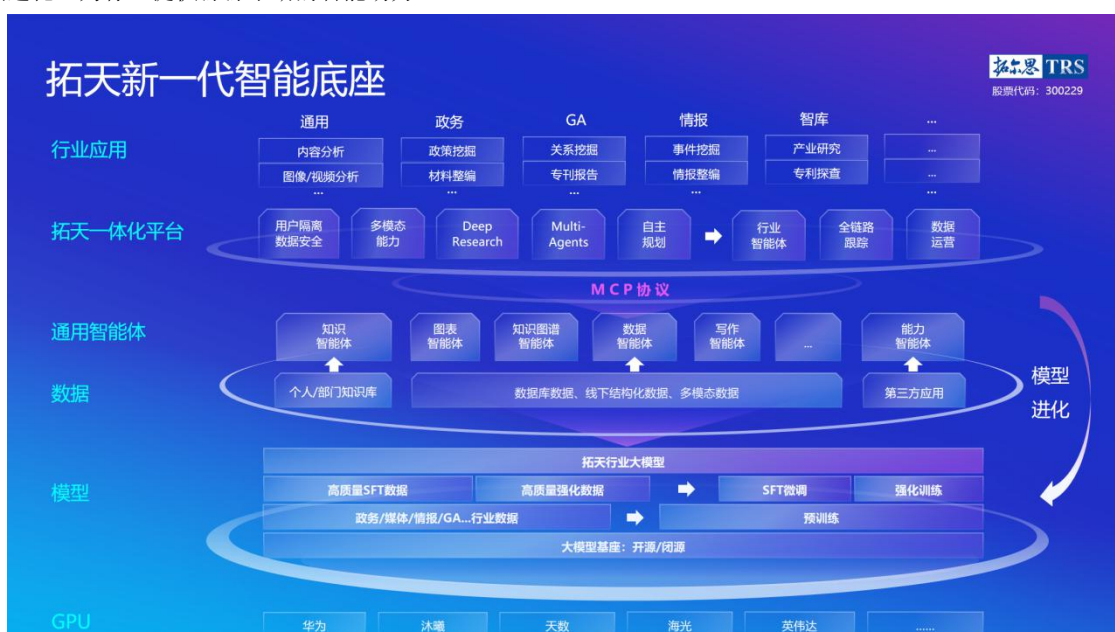 拓天新一代智能底座
拓尔思 TRS
股票代码：300229
通用 政务 GA 情报 智库 ...
行业应用
内容分析 政策挖掘 关系挖掘 事件挖掘 产业研究 ...
图像/视频分析 材料整编 专刊报告 情报整编 专利探查 ...
... ... ... ... ...
拓天一体化平台
用户隔离 多模态 Deep Multi- 自主 行业 全链路 数据
数据安全 能力 Research Agents 规划 智能体 跟踪 运营
MCP协议
通用智能体
知识 图表 知识图谱 数据 写作 ... 能力
智能体 智能体 智能体 智能体 智能体 智能体
数据
个人/部门知识库 数据库数据、线下结构化数据、多模态数据 第三方应用
模型
进化
拓天行业大模型
模型
高质量SFT数据 高质量强化数据 SFT微调 强化训练
政务/媒体/情报/GA...行业数据 预训练
大模型基座：开源/闭源
GPU
华为 沐曦 天数 海光 英伟达 ......